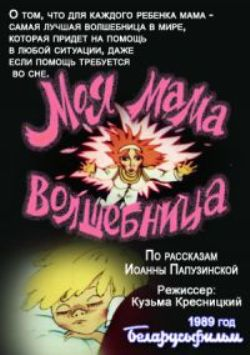 О том, что для каждого ребенка мама -
самая лучшая волшебница в мире,
которая придет на помощь
в любой ситуации, даже
если помощь требуется
во сне.
Моя мама
волшебница
По рассказам
Иоанны Папузинской
Режиссер:
Кузьма Кресницкий
1989 год
Беларусьфильм